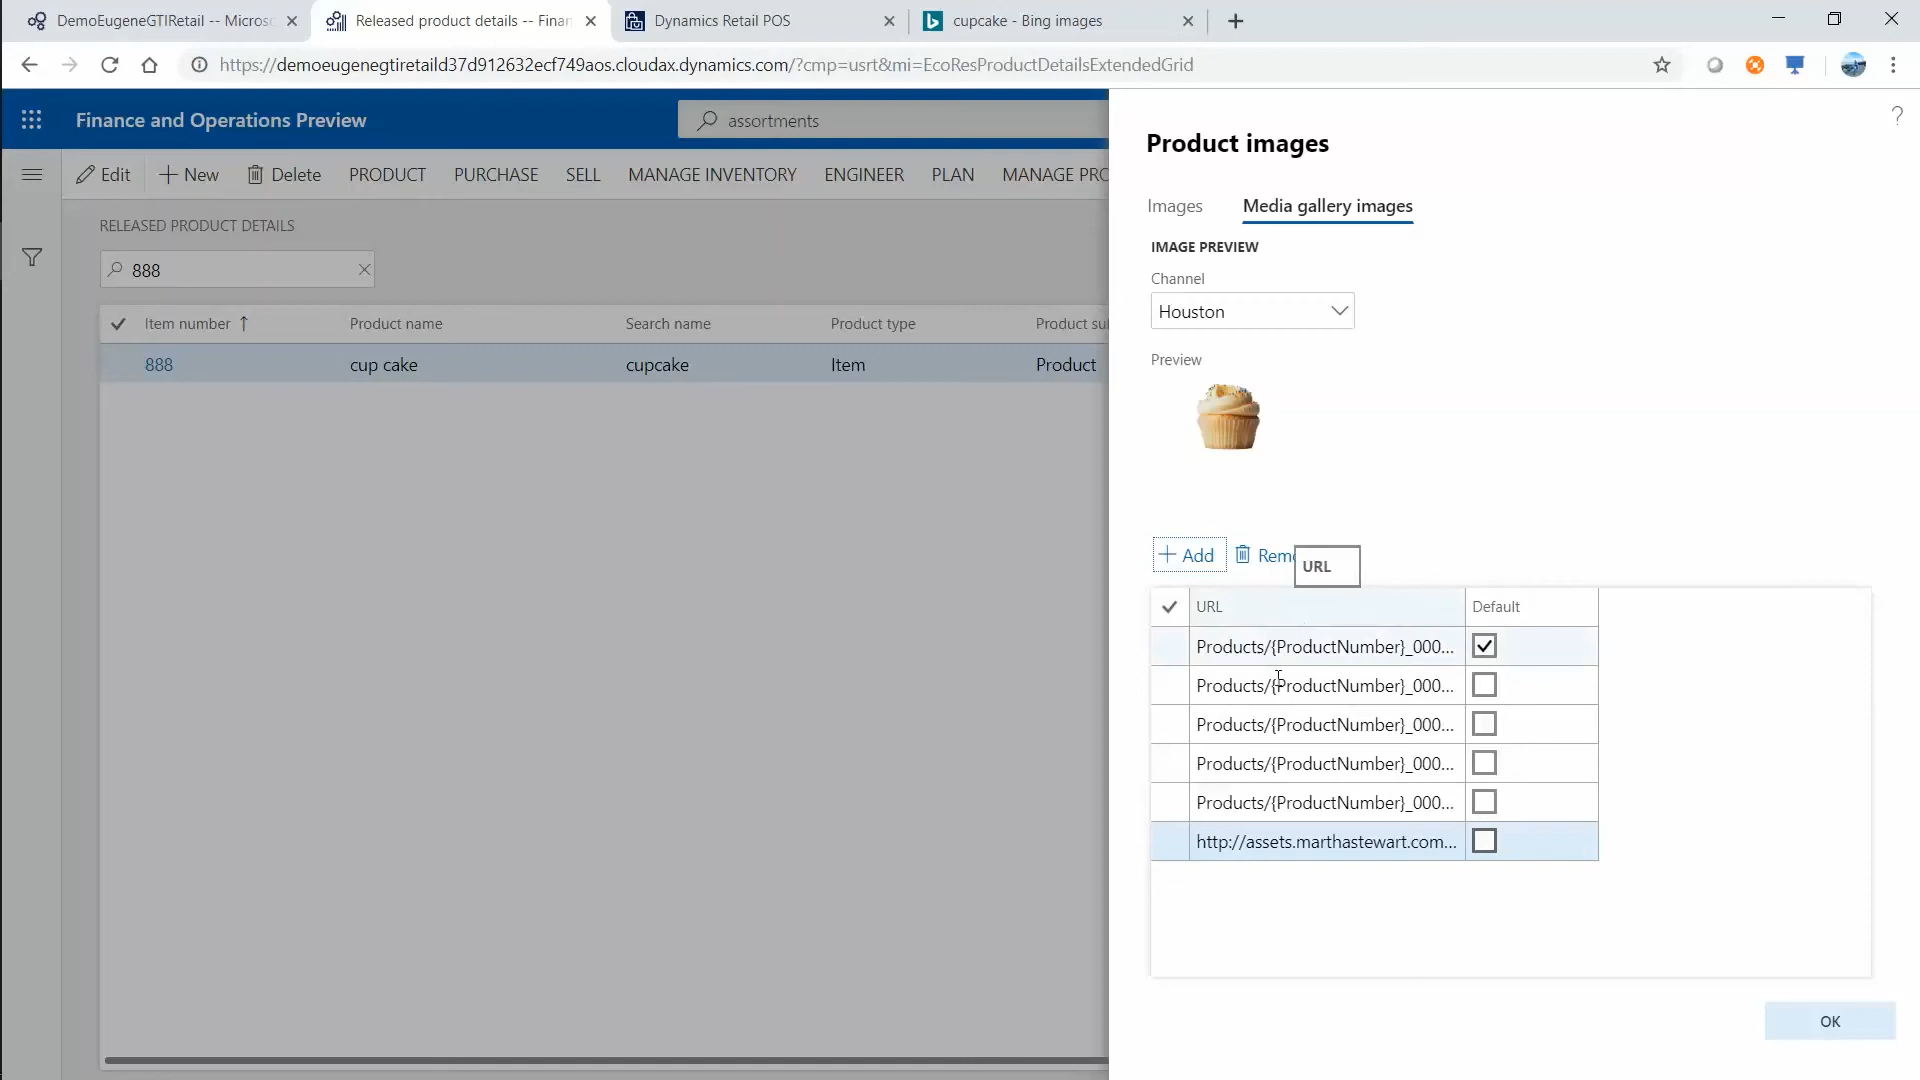 DemoEugeneGTIRetail -- Micros
Released product details -- Finan
Dynamics Retail POS
cupcake - Bing images
https://demoeugenegtiretaild37d912632ecf749aos.cloudax.dynamics.com/?cmp=usrt&mi=EcoResProductDetailsExtendedGrid
Finance and Operations Preview
assortments
?
Product images
Edit
New
Delete
PRODUCT
PURCHASE
SELL
MANAGE INVENTORY
ENGINEER
PLAN
MANAGE PRO
Images
Media gallery images
RELEASED PRODUCT DETAILS
IMAGE PREVIEW
888
Channel
Houston
Item number
Product name
Search name
Product type
Product su
888
cup cake
cupcake
Item
Product
Preview
Add
Rem
URL
URL
Default
Products/{ProductNumber}_000...
Products/{ProductNumber}_000...
Products/{ProductNumber}_000...
Products/{ProductNumber}_000...
Products/{ProductNumber}_000...
http://assets.marthastewart.com...
OK